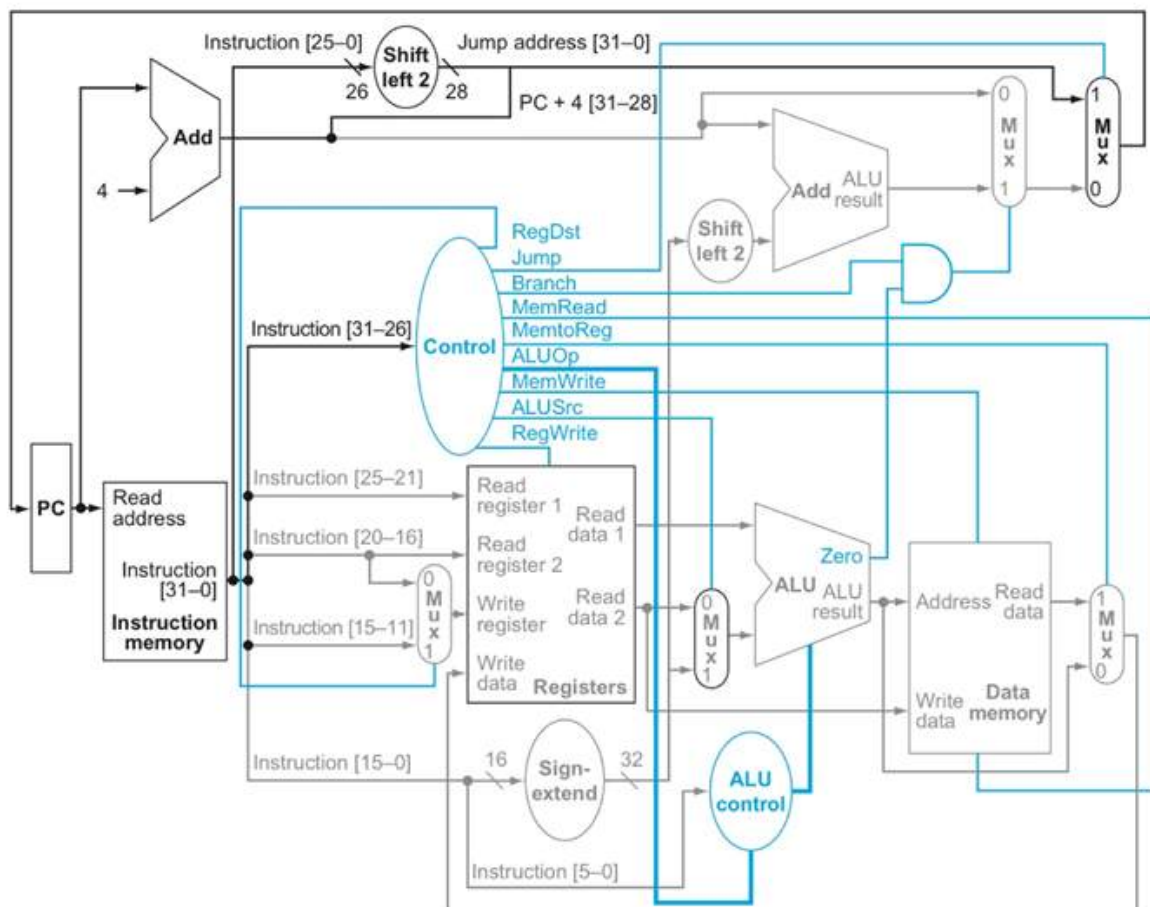 Instruction [25–0]
Shift
left 2
Jump address [31–0]
26
28
PC + 4 [31–28]
Add
4
0
M
u
x
1
1
M
u
x
0
Add
ALU
result
Shift
left 2
RegDst
Jump
Branch
MemRead
MemtoReg
ALUOp
MemWrite
ALUSrc
RegWrite
Instruction [31–26]
Control
PC
Read
address
Instruction
[31–0]
Instruction
memory
Instruction [25–21]
Instruction [20–16]
Instruction [15–11]
0
M
u
x
1
Read
register 1
Read
register 2
Write
register
Write
data
Read
data 1
Read
data 2
Registers
0
M
u
x
1
Zero
ALU
ALU
result
Address
Read
data
Write
data
Data
memory
1
M
u
x
0
Instruction [15–0]
16
Sign-
extend
32
ALU
control
Instruction [5–0]